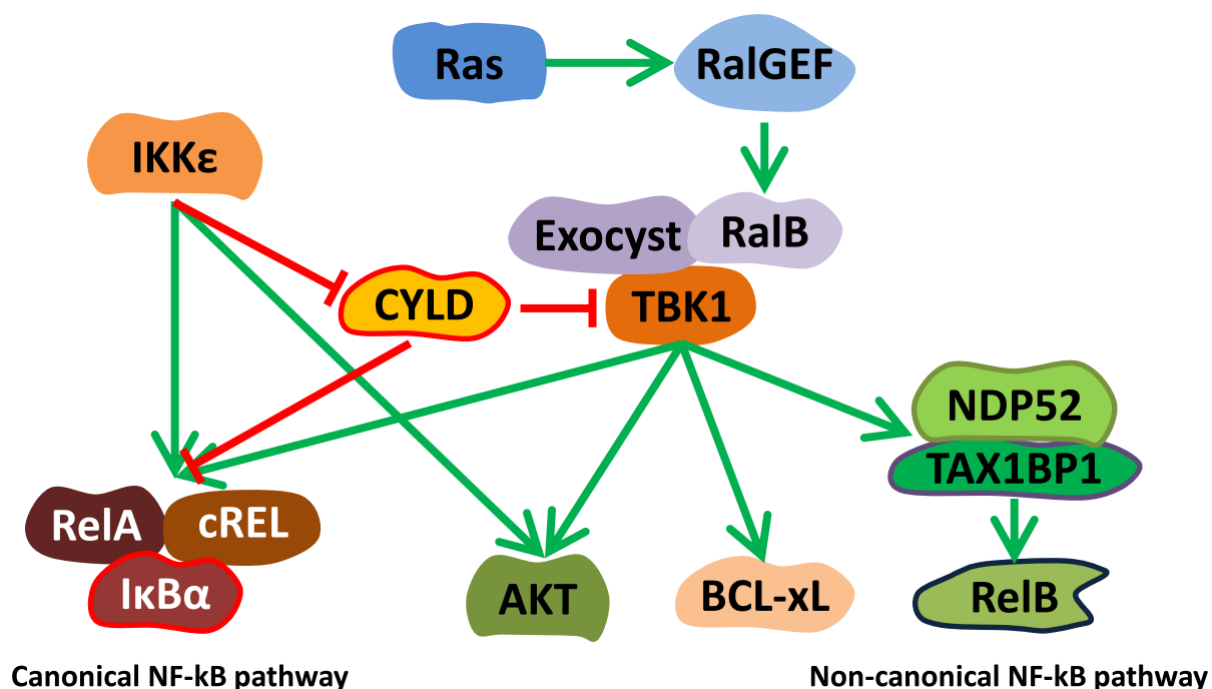 Ras
RalGEF
IKKε
Exocyst
RalB
CYLD
TBK1
NDP52
TAX1BP1
RelA
cREL
IκBα
AKT
BCL-xL
RelB
Canonical NF-kB pathway
Non-canonical NF-kB pathway